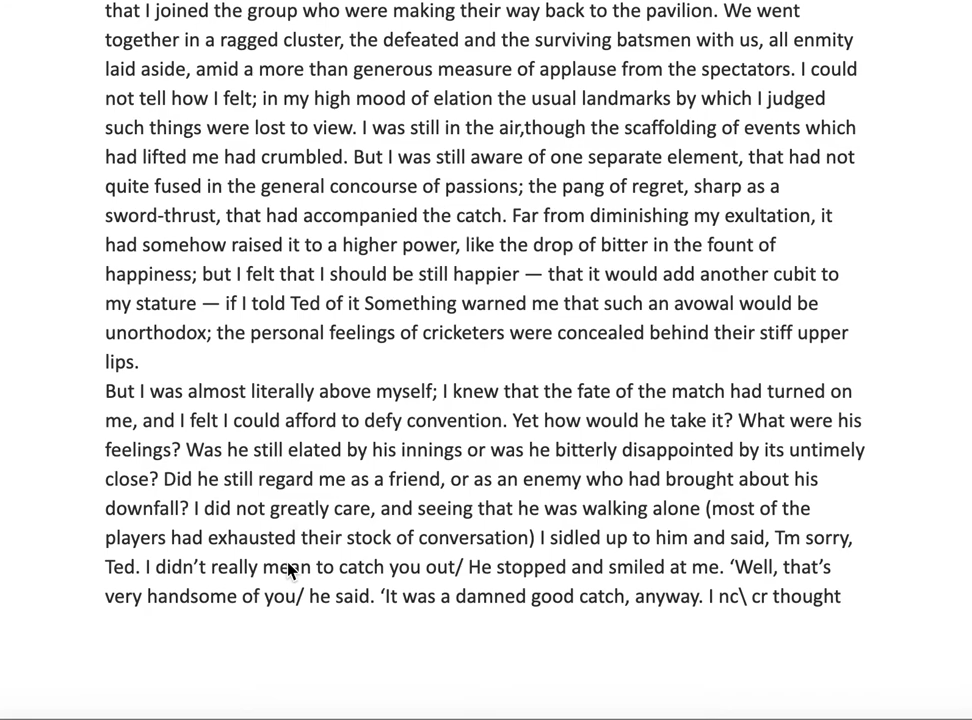 that I joined the group who were making their way back to the pavilion. We went
together in a ragged cluster, the defeated and the surviving batsmen with us, all enmity
laid aside, amid a more than generous measure of applause from the spectators. I could
not tell how I felt; in my high mood of elation the usual landmarks by which I judged
such things were lost to view. I was still in the air,though the scaffolding of events which
had lifted me had crumbled. But I was still aware of one separate element, that had not
quite fused in the general concourse of passions; the pang of regret, sharp as a
sword-thrust, that had accompanied the catch. Far from diminishing my exultation, it
had somehow raised it to a higher power, like the drop of bitter in the fount of
happiness; but I felt that I should be still happier — that it would add another cubit to
my stature — if I told Ted of it Something warned me that such an avowal would be
unorthodox; the personal feelings of cricketers were concealed behind their stiff upper
lips.
But I was almost literally above myself; I knew that the fate of the match had turned on
me, and I felt I could afford to defy convention. Yet how would he take it? What were his
feelings? Was he still elated by his innings or was he bitterly disappointed by its untimely
close? Did he still regard me as a friend, or as an enemy who had brought about his
downfall? I did not greatly care, and seeing that he was walking alone (most of the
players had exhausted their stock of conversation) I sidled up to him and said, Tm sorry,
Ted. I didn’t really mean to catch you out/ He stopped and smiled at me. ‘Well, that’s
very handsome of you/ he said. ‘It was a damned good catch, anyway. I nc\ cr thought